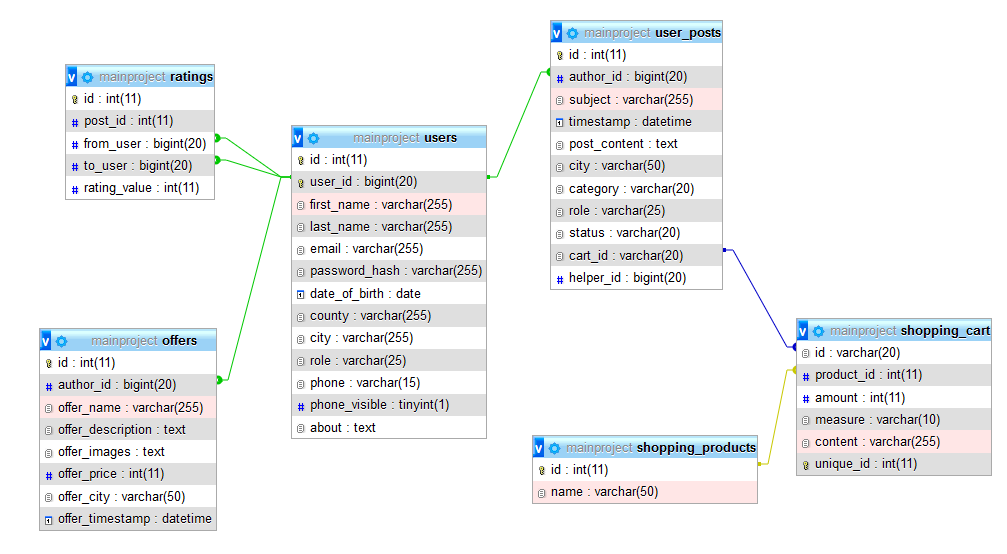 v mainproject ratings
id : int(11)
# post_id : int(11)
# from_user : bigint(20)
# to_user : bigint(20)
# rating_value : int(11)
v mainproject users
id : int(11)
user_id : bigint(20)
first_name : varchar(255)
last_name : varchar(255)
email : varchar(255)
password_hash : varchar(255)
date_of_birth : date
county : varchar(255)
city : varchar(255)
role : varchar(25)
phone : varchar(15)
# phone_visible : tinyint(1)
about : text
v mainproject user_posts
id : int(11)
# author_id : bigint(20)
subject : varchar(255)
timestamp : datetime
post_content : text
city : varchar(50)
category : varchar(20)
role : varchar(25)
status : varchar(20)
cart_id : varchar(20)
# helper_id : bigint(20)
v mainproject offers
id : int(11)
# author_id : bigint(20)
offer_name : varchar(255)
offer_description : text
offer_images : text
# offer_price : int(11)
offer_city : varchar(50)
offer_timestamp : datetime
v mainproject shopping_cart
id : varchar(20)
# product_id : int(11)
# amount : int(11)
measure : varchar(10)
content : varchar(255)
unique_id : int(11)
v mainproject shopping_products
id : int(11)
name : varchar(50)